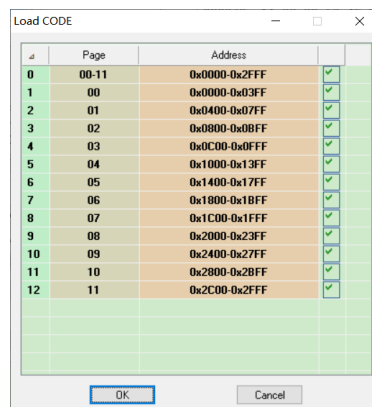 Load CODE
Page Address
0 00-11 0x0000-0x2FFF
1 00 0x0000-0x03FF
2 01 0x0400-0x07FF
3 02 0x0800-0x0BFF
4 03 0x0C00-0x0FFF
5 04 0x1000-0x13FF
6 05 0x1400-0x17FF
7 06 0x1800-0x1BFF
8 07 0x1C00-0x1FFF
9 08 0x2000-0x23FF
10 09 0x2400-0x27FF
11 10 0x2800-0x2BFF
12 11 0x2C00-0x2FFF
OK Cancel